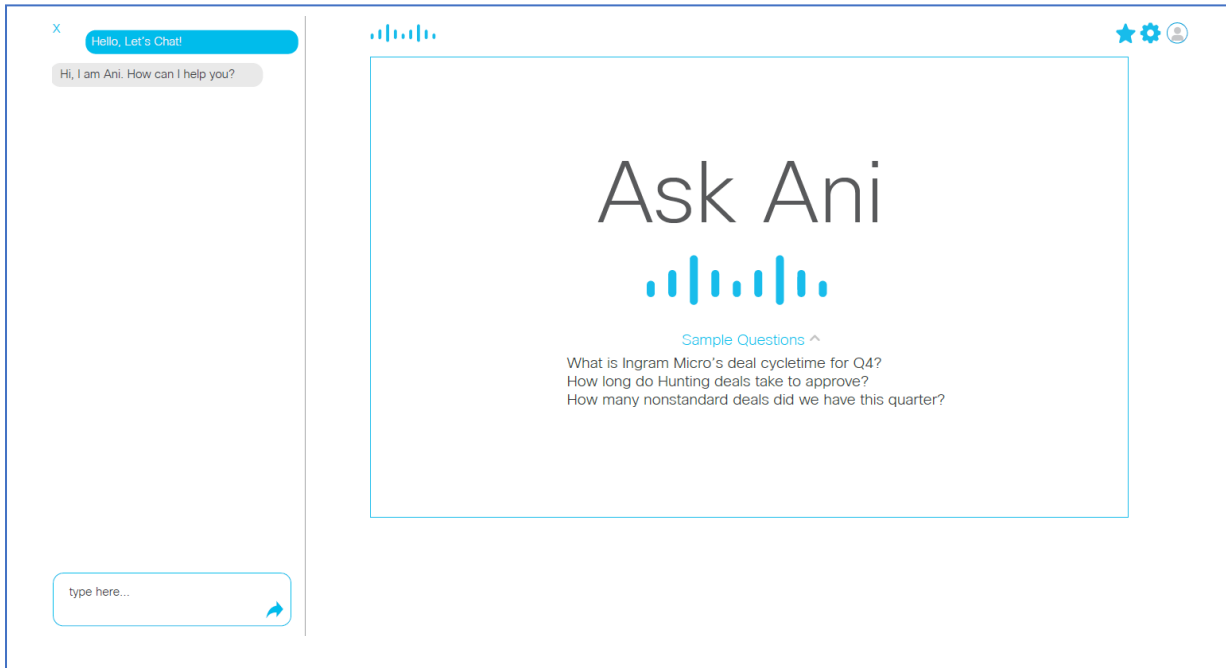 X
Hello, Let's Chat!
Hi, I am Ani. How can I help you?
type here...
Ask Ani
Sample Questions ^
What is Ingram Micro's deal cycletime for Q4?
How long do Hunting deals take to approve?
How many nonstandard deals did we have this quarter?